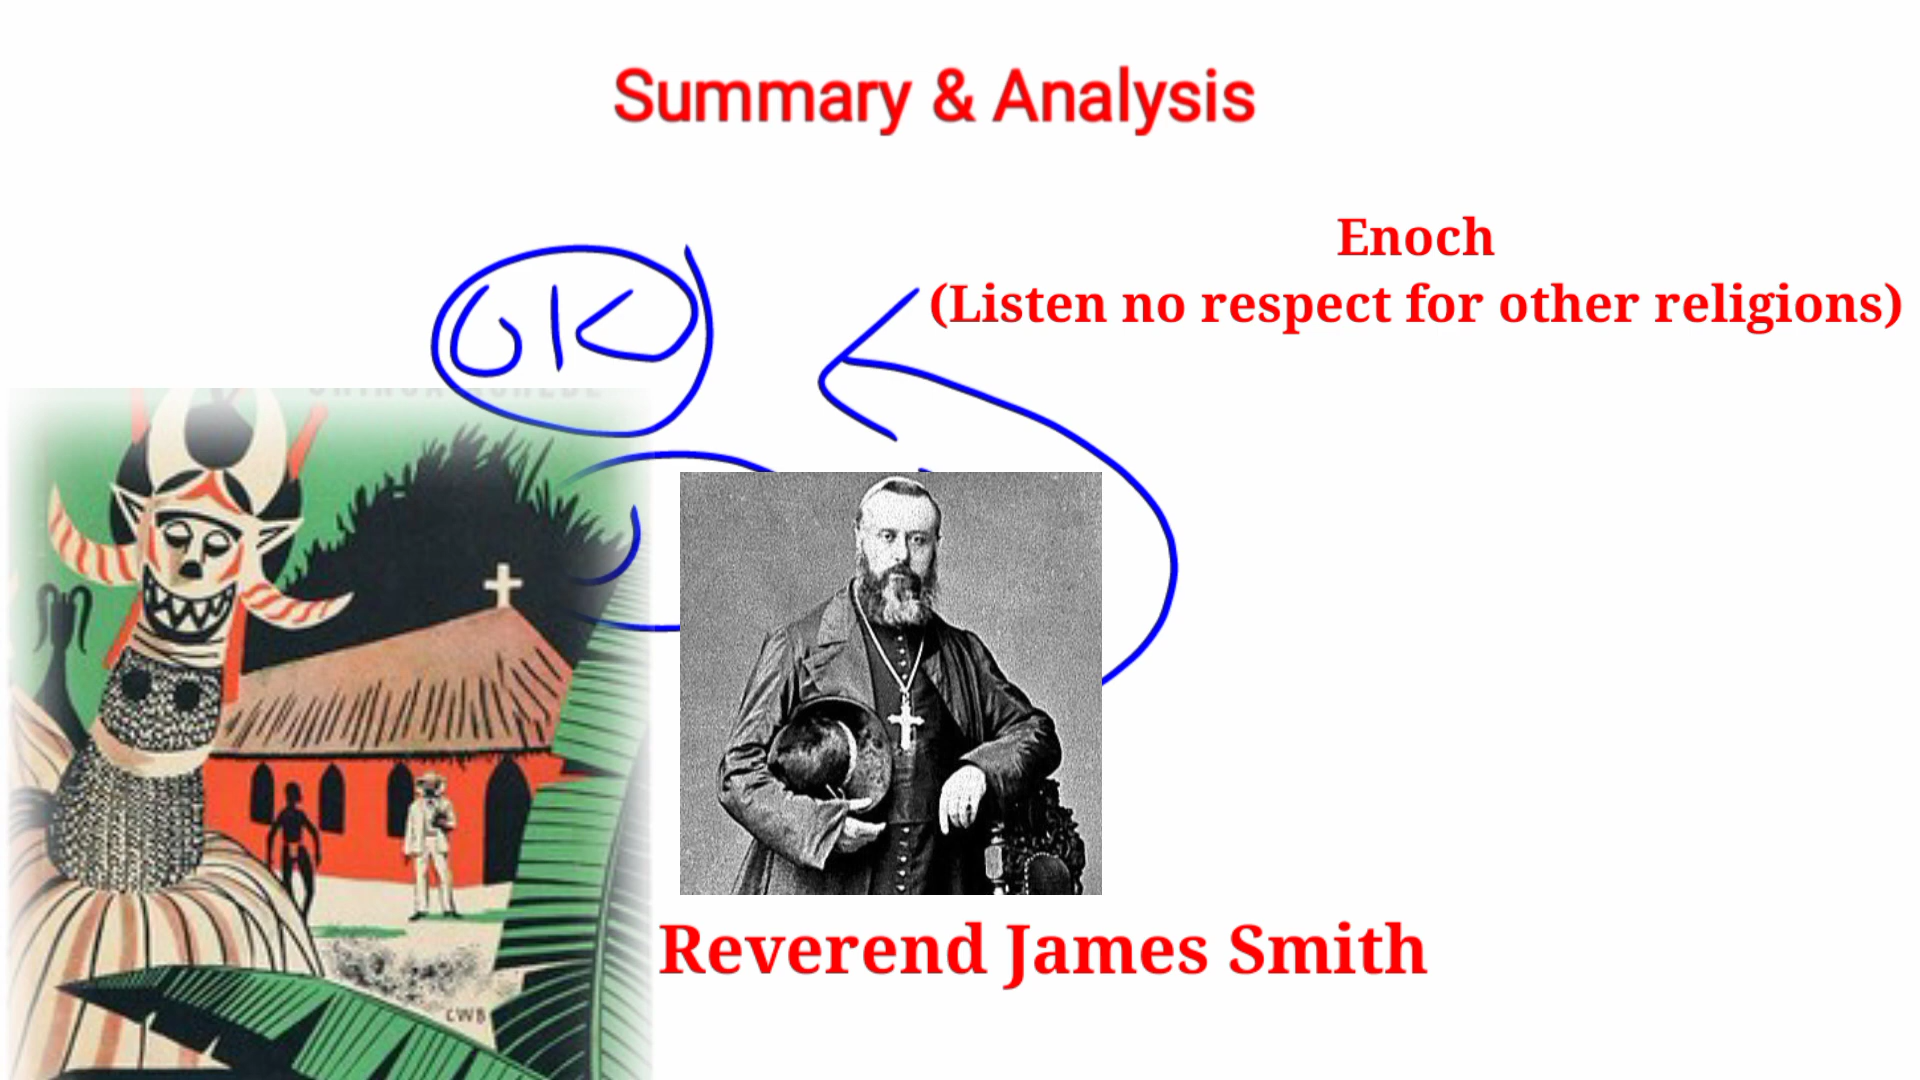 Summary & Analysis
Enoch
(Listen no respect for other religions)
UK
CWB
Reverend James Smith